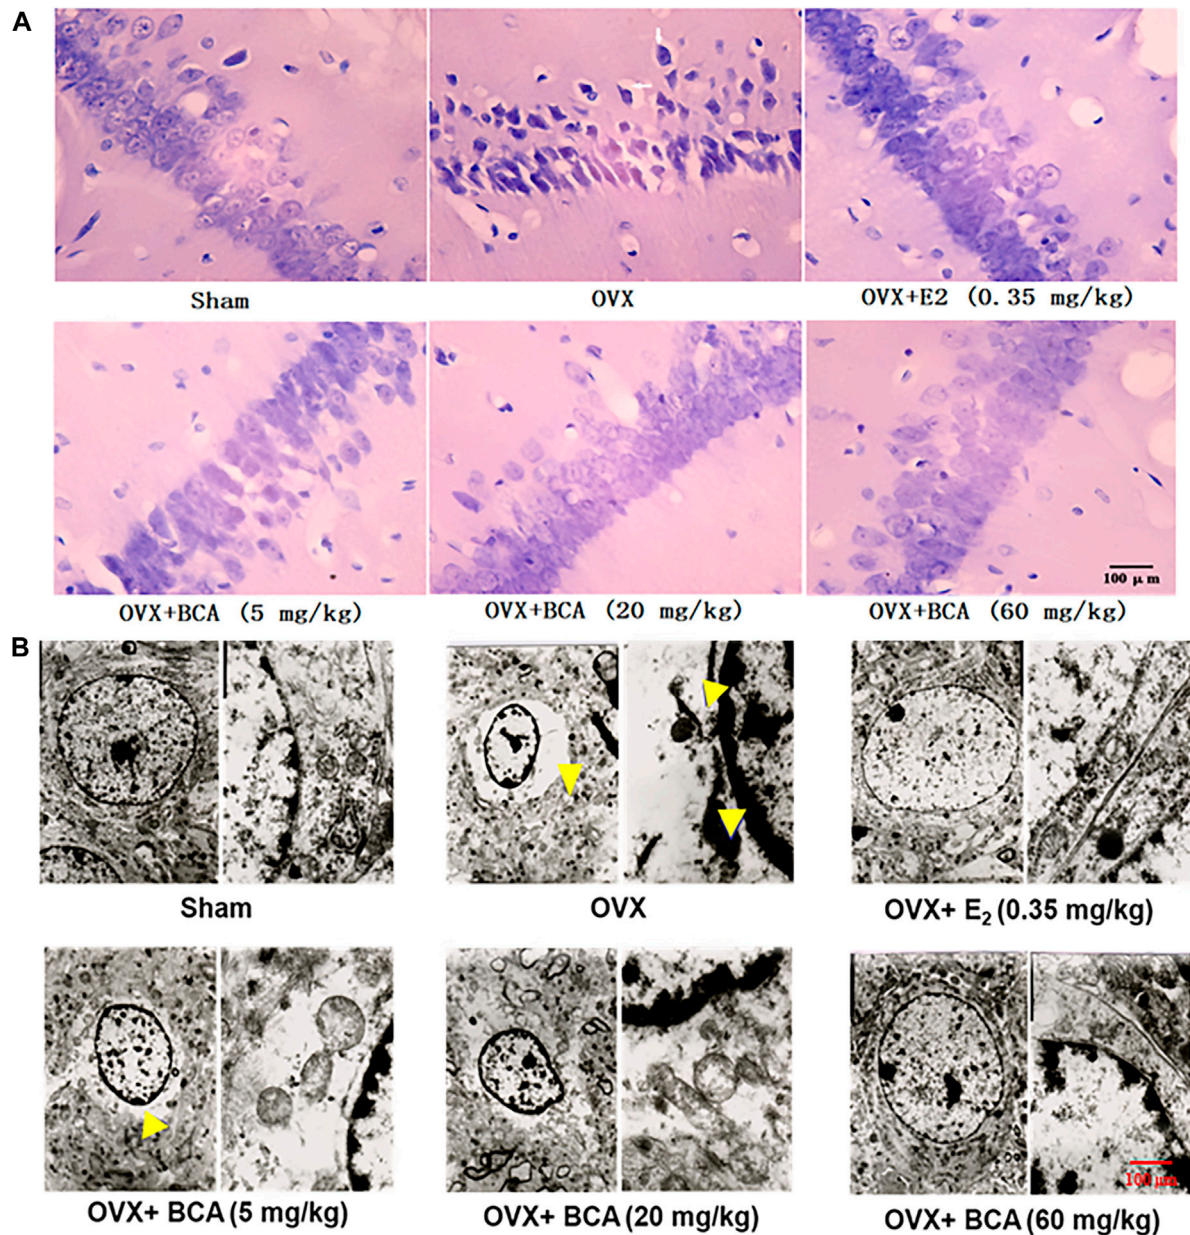 A
Sham
OVX
OVX+E2 (0.35 mg/kg)
100 μm
OVX+BCA (5 mg/kg)
OVX+BCA (20 mg/kg)
OVX+BCA (60 mg/kg)
B
Sham
OVX
OVX+ E₂ (0.35 mg/kg)
100 μm
OVX+ BCA (5 mg/kg)
OVX+ BCA (20 mg/kg)
OVX+ BCA (60 mg/kg)